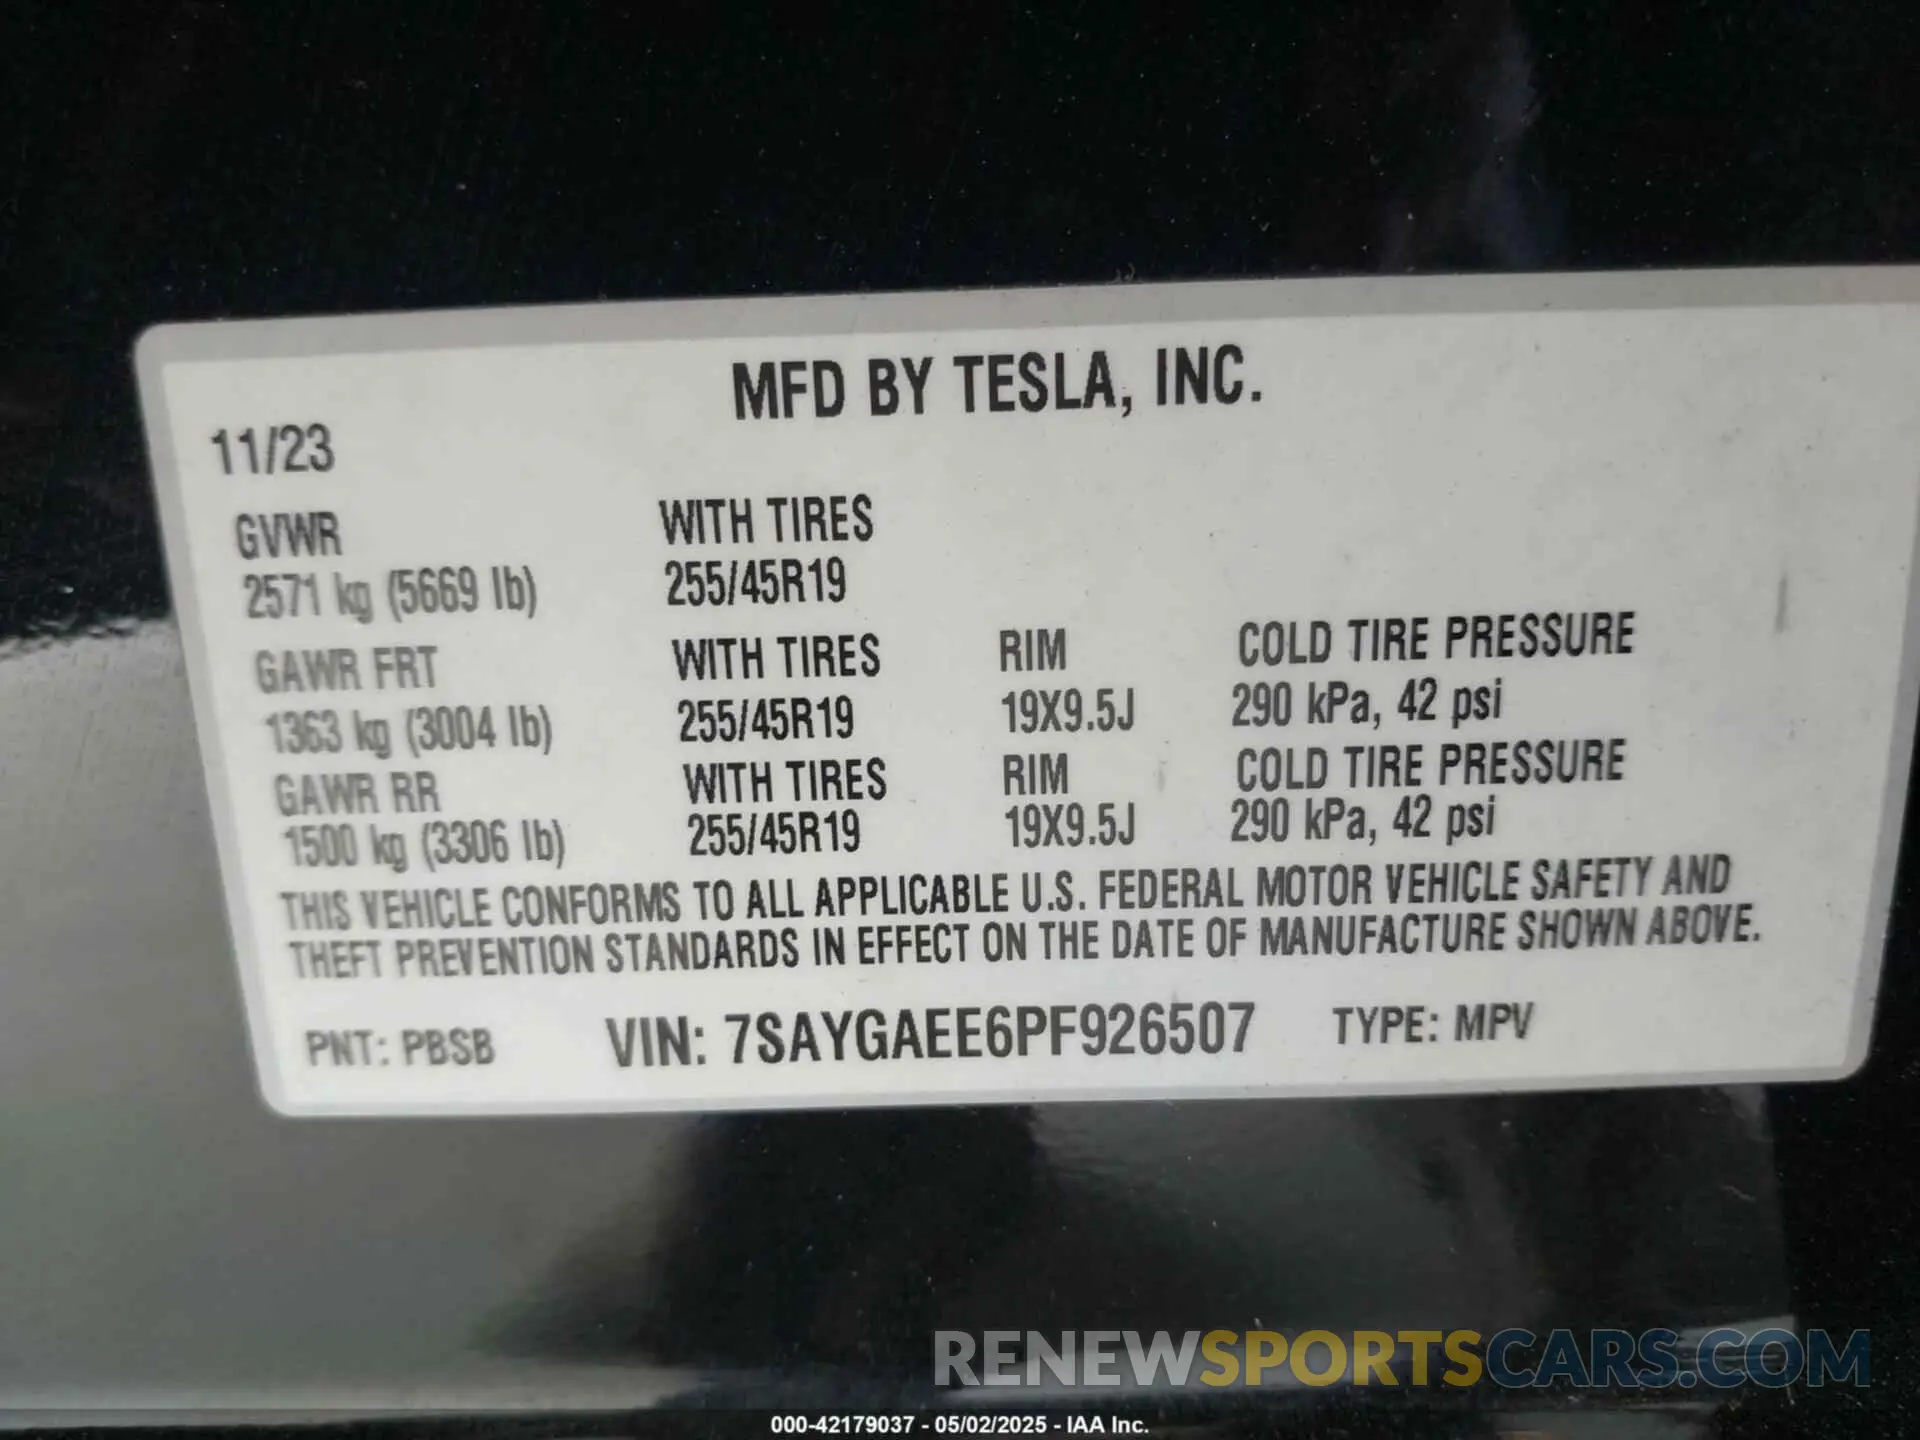 MFD BY TESLA, INC.
11/23
GVWR WITH TIRES
2571 kg (5669 lb) 255/45R19
GAWR FRT WITH TIRES RIM COLD TIRE PRESSURE
1363 kg (3004 lb) 255/45R19 19X9.5J 290 kPa, 42 psi
GAWR RR WITH TIRES RIM COLD TIRE PRESSURE
1500 kg (3306 lb) 255/45R19 19X9.5J 290 kPa, 42 psi
THIS VEHICLE CONFORMS TO ALL APPLICABLE U.S. FEDERAL MOTOR VEHICLE SAFETY AND
THEFT PREVENTION STANDARDS IN EFFECT ON THE DATE OF MANUFACTURE SHOWN ABOVE.
PNT: PBSB VIN: 7SAYGAEE6PF926507 TYPE: MPV
RENEWSPORTSCARS.COM
000-42179037 - 05/02/2025 - IAA Inc.